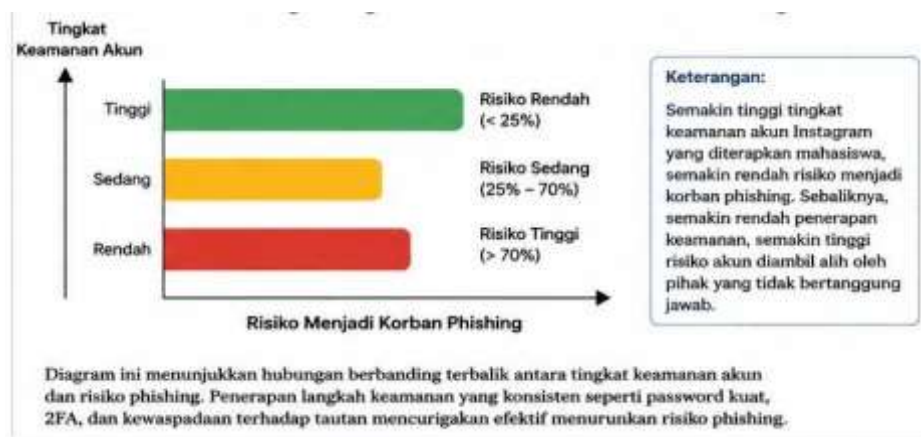 Tingkat
Keamanan Akun
Tinggi
Risiko Rendah
(< 25%)
Sedang
Risiko Sedang
(25% – 70%)
Rendah
Risiko Tinggi
(> 70%)
Risiko Menjadi Korban Phishing
Keterangan:
Semakin tinggi tingkat
keamanan akun Instagram
yang diterapkan mahasiswa,
semakin rendah risiko menjadi
korban phishing. Sebaliknya,
semakin rendah penerapan
keamanan, semakin tinggi
risiko akun diambil alih oleh
pihak yang tidak bertanggung
jawab.
Diagram ini menunjukkan hubungan berbanding terbalik antara tingkat keamanan akun
dan risiko phishing. Penerapan langkah keamanan yang konsisten seperti password kuat,
2FA, dan kewaspadaan terhadap tautan mencurigakan efektif menurunkan risiko phishing.